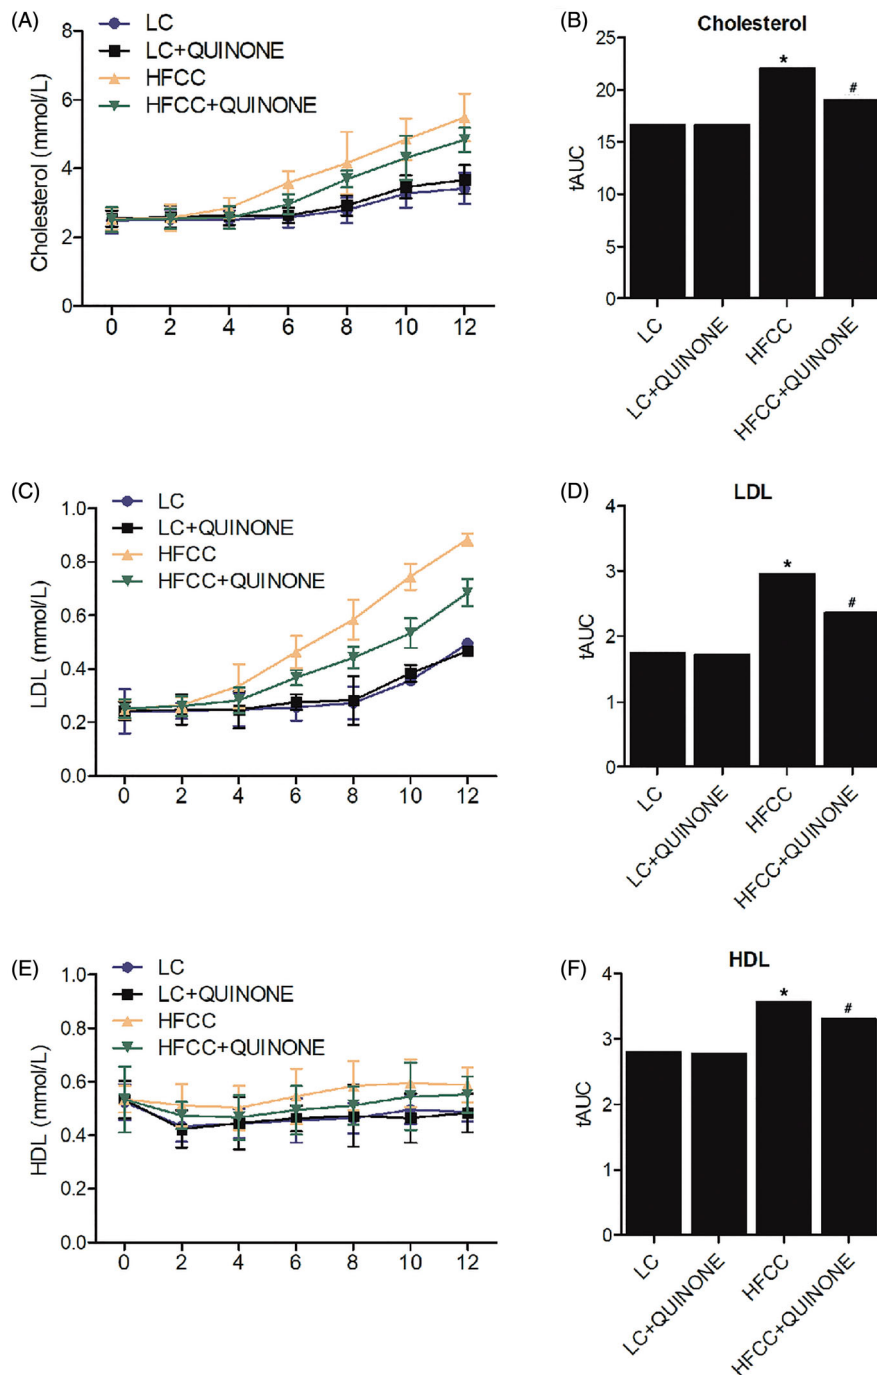 (A)
LC
LC+QUINONE
HFCC
HFCC+QUINONE
Cholesterol (mmol/L)
8
6
4
2
0
0 2 4 6 8 10 12
(B)
Cholesterol
tAUC
25
20
15
10
5
0
*
#
LC
LC+QUINONE
HFCC
HFCC+QUINONE
(C)
LC
LC+QUINONE
HFCC
HFCC+QUINONE
LDL (mmol/L)
1.0
0.8
0.6
0.4
0.2
0.0
0 2 4 6 8 10 12
(D)
LDL
tAUC
4
3
2
1
0
*
#
LC
LC+QUINONE
HFCC
HFCC+QUINONE
(E)
LC
LC+QUINONE
HFCC
HFCC+QUINONE
HDL (mmol/L)
1.0
0.8
0.6
0.4
0.2
0.0
0 2 4 6 8 10 12
(F)
HDL
tAUC
4
3
2
1
0
*
#
LC
LC+QUINONE
HFCC
HFCC+QUINONE